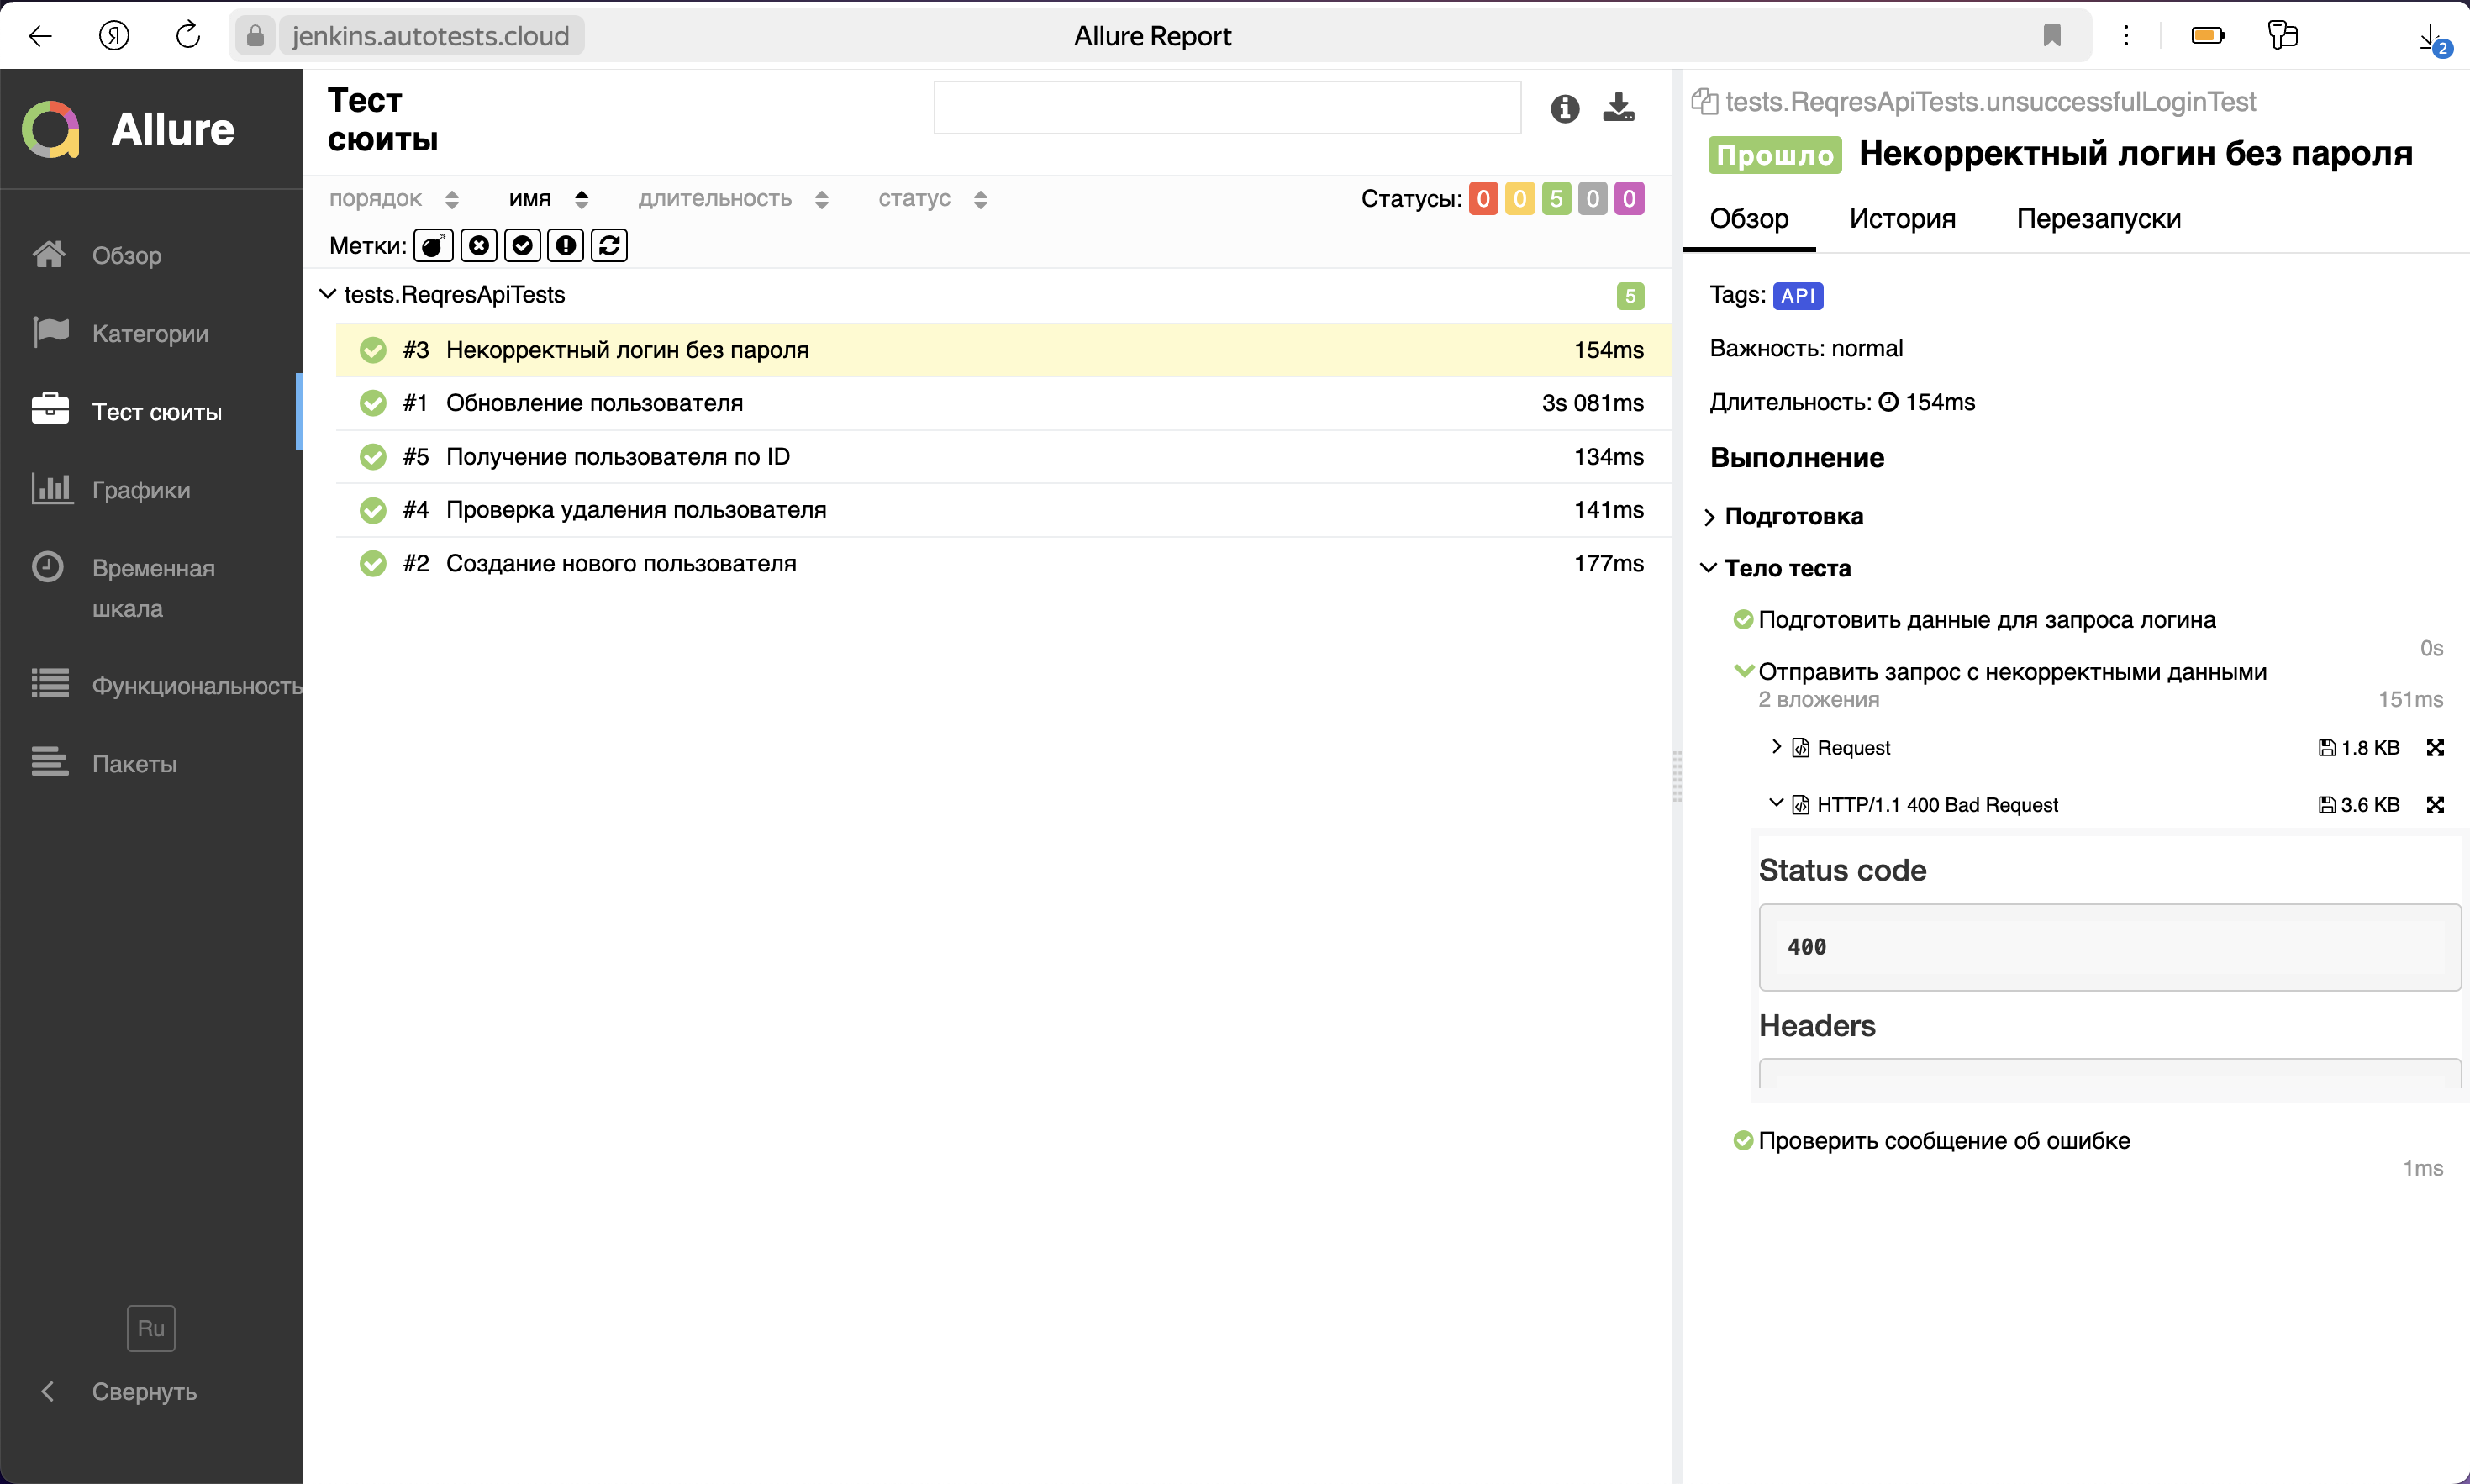 Я
jenkins.autotests.cloud
Allure Report
2
Allure
Обзор
Категории
Тест сюиты
Графики
Временная
шкала
Функциональность
Пакеты
Ru
Свернуть
Тест
сюиты
порядок имя длительность статус Статусы: 0 0 5 0 0
Метки:
tests.ReqresApiTests 5
#3 Некорректный логин без пароля 154ms
#1 Обновление пользователя 3s 081ms
#5 Получение пользователя по ID 134ms
#4 Проверка удаления пользователя 141ms
#2 Создание нового пользователя 177ms
tests.ReqresApiTests.unsuccessfulLoginTest
Прошло Некорректный логин без пароля
Обзор История Перезапуски
Tags: API
Важность: normal
Длительность: 154ms
Выполнение
Подготовка
Тело теста
Подготовить данные для запроса логина
0s
Отправить запрос с некорректными данными
2 вложения 151ms
Request 1.8 KB
HTTP/1.1 400 Bad Request 3.6 KB
Status code
400
Headers
Проверить сообщение об ошибке
1ms